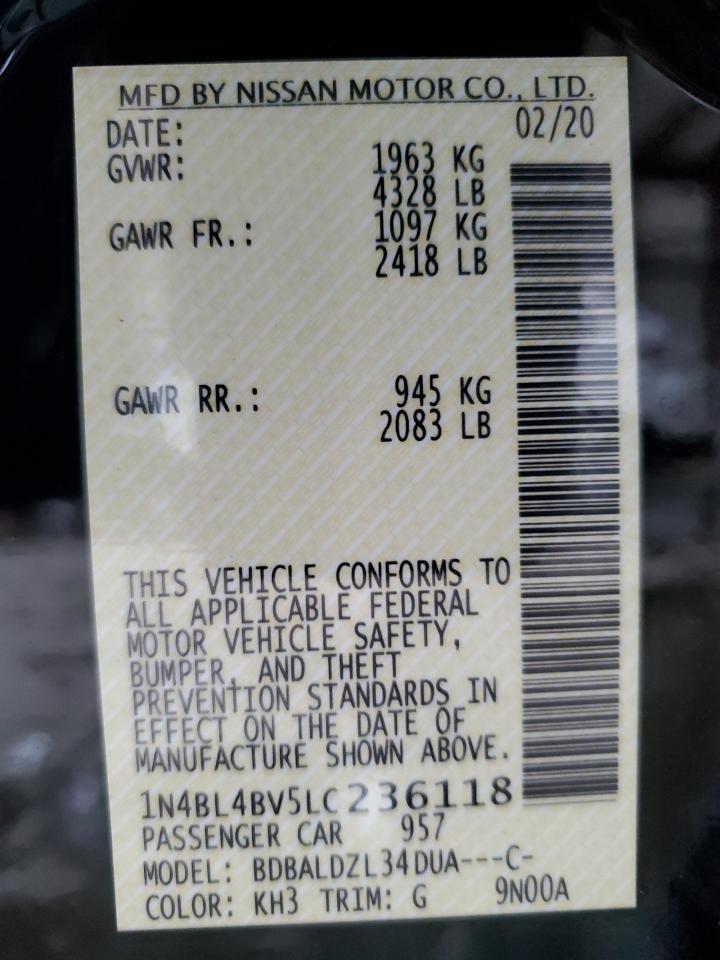 MFD BY NISSAN MOTOR CO., LTD.
DATE: 02/20
GVWR: 1963 KG
4328 LB
GAWR FR.: 1097 KG
2418 LB
GAWR RR.: 945 KG
2083 LB
THIS VEHICLE CONFORMS TO
ALL APPLICABLE FEDERAL
MOTOR VEHICLE SAFETY,
BUMPER, AND THEFT
PREVENTION STANDARDS IN
EFFECT ON THE DATE OF
MANUFACTURE SHOWN ABOVE.
1N4BL4BV5LC236118
PASSENGER CAR 957
MODEL: BDBALDZL34DUA---C-
COLOR: KH3 TRIM: G 9N00A